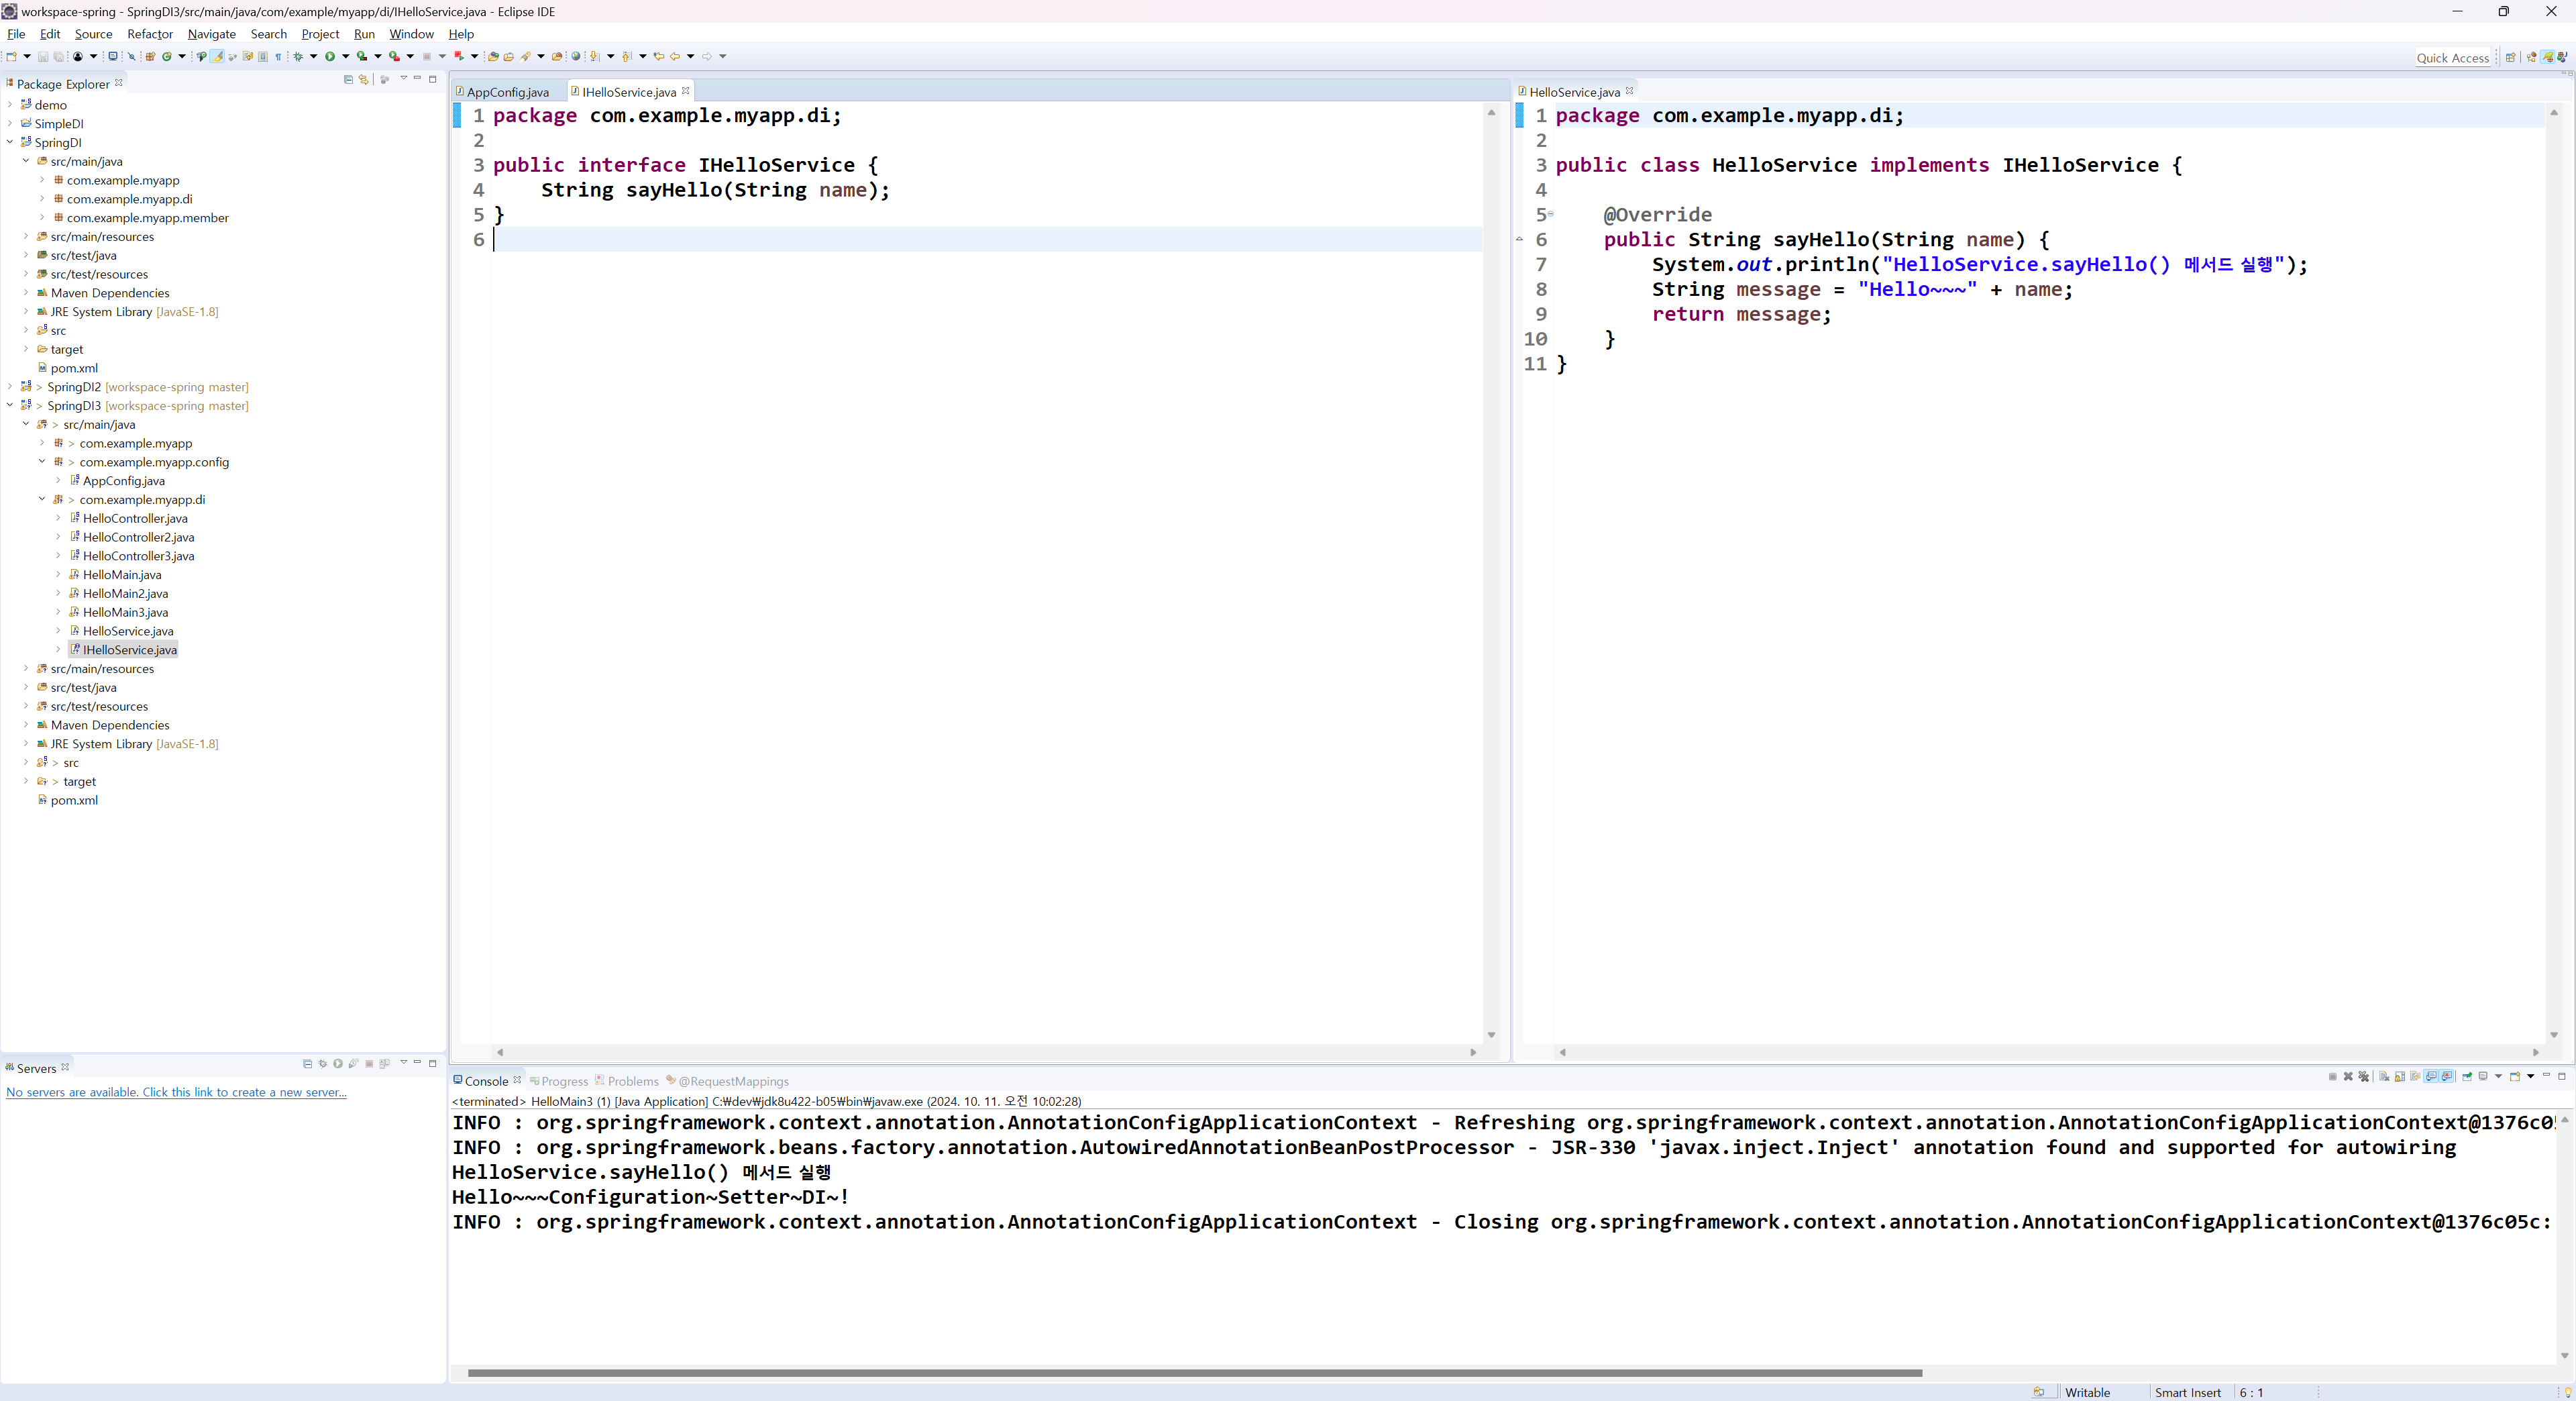 workspace-spring - SpringDI3/src/main/java/com/example/myapp/di/IHelloService.java - Eclipse IDE
File Edit Source Refactor Navigate Search Project Run Window Help
Quick Access
Package Explorer
demo
SimpleDI
SpringDI
src/main/java
com.example.myapp
com.example.myapp.di
com.example.myapp.member
src/main/resources
src/test/java
src/test/resources
Maven Dependencies
JRE System Library [JavaSE-1.8]
src
target
pom.xml
> SpringDI2 [workspace-spring master]
> SpringDI3 [workspace-spring master]
> src/main/java
> com.example.myapp
> com.example.myapp.config
AppConfig.java
> com.example.myapp.di
HelloController.java
HelloController2.java
HelloController3.java
HelloMain.java
HelloMain2.java
HelloMain3.java
HelloService.java
IHelloService.java
src/main/resources
src/test/java
src/test/resources
Maven Dependencies
JRE System Library [JavaSE-1.8]
> src
> target
pom.xml
Servers
No servers are available. Click this link to create a new server...
AppConfig.java IHelloService.java
1 package com.example.myapp.di;
2
3 public interface IHelloService {
4     String sayHello(String name);
5 }
6
HelloService.java
1 package com.example.myapp.di;
2
3 public class HelloService implements IHelloService {
4
5     @Override
6     public String sayHello(String name) {
7         System.out.println("HelloService.sayHello() 메서드 실행");
8         String message = "Hello~~~" + name;
9         return message;
10     }
11 }
Console Progress Problems @RequestMappings
<terminated> HelloMain3 (1) [Java Application] C:₩dev₩jdk8u422-b05₩bin₩javaw.exe (2024. 10. 11. 오전 10:02:28)
INFO : org.springframework.context.annotation.AnnotationConfigApplicationContext - Refreshing org.springframework.context.annotation.AnnotationConfigApplicationContext@1376c05
INFO : org.springframework.beans.factory.annotation.AutowiredAnnotationBeanPostProcessor - JSR-330 'javax.inject.Inject' annotation found and supported for autowiring
HelloService.sayHello() 메서드 실행
Hello~~~Configuration~Setter~DI~!
INFO : org.springframework.context.annotation.AnnotationConfigApplicationContext - Closing org.springframework.context.annotation.AnnotationConfigApplicationContext@1376c05c:
Writable Smart Insert 6 : 1